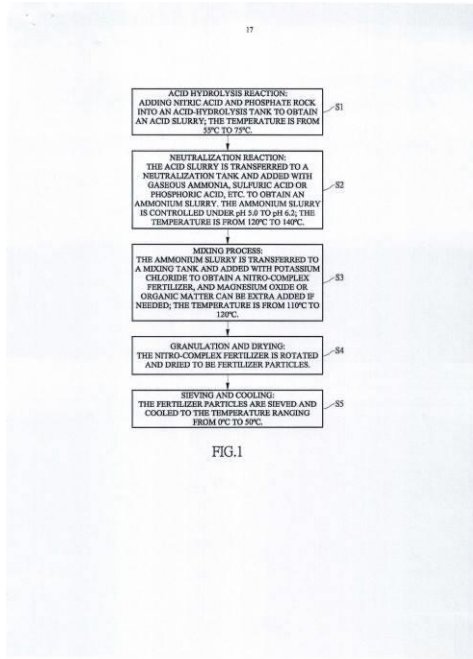 17
ACID HYDROLYSIS REACTION:
ADDING NITRIC ACID AND PHOSPHATE ROCK
INTO AN ACID-HYDROLYSIS TANK TO OBTAIN
AN ACID SLURRY; THE TEMPERATURE IS FROM
55°C TO 75°C.
S1
NEUTRALIZATION REACTION:
THE ACID SLURRY IS TRANSFERRED TO A
NEUTRALIZATION TANK AND ADDED WITH
GASEOUS AMMONIA, SULFURIC ACID OR
PHOSPHORIC ACID, ETC. TO OBTAIN AN
AMMONIUM SLURRY. THE AMMONIUM SLURRY
IS CONTROLLED UNDER pH 5.0 TO pH 6.2; THE
TEMPERATURE IS FROM 120°C TO 140°C.
S2
MIXING PROCESS:
THE AMMONIUM SLURRY IS TRANSFERRED TO
A MIXING TANK AND ADDED WITH POTASSIUM
CHLORIDE TO OBTAIN A NITRO-COMPLEX
FERTILIZER, AND MAGNESIUM OXIDE OR
ORGANIC MATTER CAN BE EXTRA ADDED IF
NEEDED; THE TEMPERATURE IS FROM 110°C TO
120°C.
S3
GRANULATION AND DRYING:
THE NITRO-COMPLEX FERTILIZER IS ROTATED
AND DRIED TO BE FERTILIZER PARTICLES.
S4
SIEVING AND COOLING:
THE FERTILIZER PARTICLES ARE SIEVED AND
COOLED TO THE TEMPERATURE RANGING
FROM 0°C TO 50°C.
S5
FIG.1